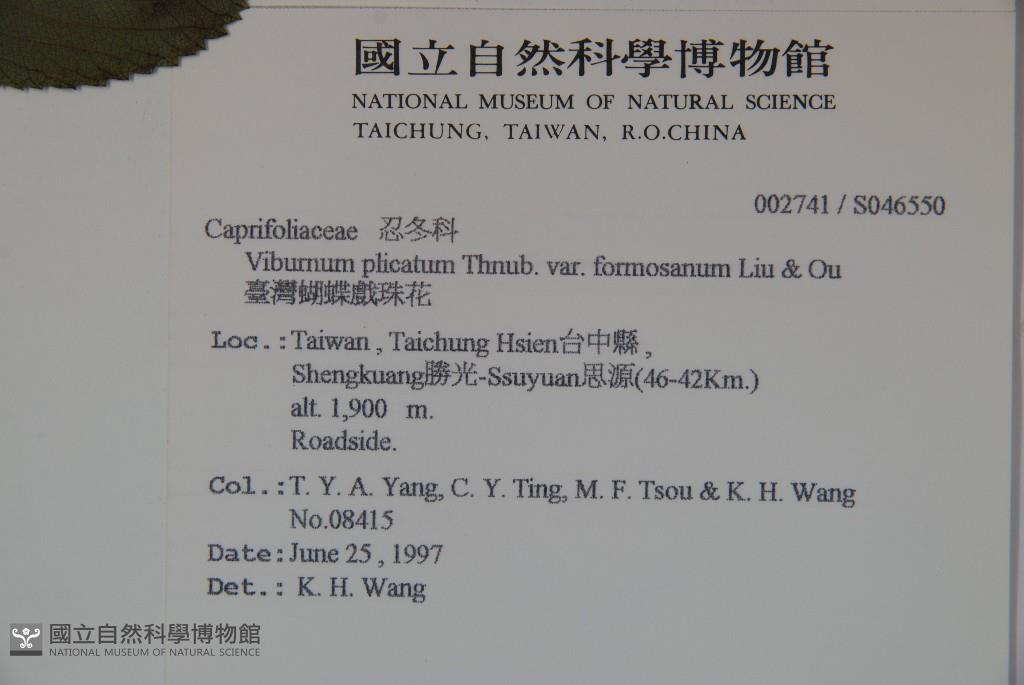 國立自然科學博物館
NATIONAL MUSEUM OF NATURAL SCIENCE
TAICHUNG, TAIWAN, R.O.CHINA
002741 / S046550
Caprifoliaceae 忍冬科
Viburnum plicatum Thnub. var. formosanum Liu & Ou
臺灣蝴蝶戲珠花
Loc.:Taiwan , Taichung Hsien台中縣 ,
Shengkuang勝光-Ssuyuan思源(46-42Km.)
alt. 1,900 m.
Roadside.
Col.:T. Y. A. Yang, C. Y. Ting, M. F. Tsou & K. H. Wang
No.08415
Date:June 25 , 1997
Det.: K. H. Wang
國立自然科學博物館
NATIONAL MUSEUM OF NATURAL SCIENCE